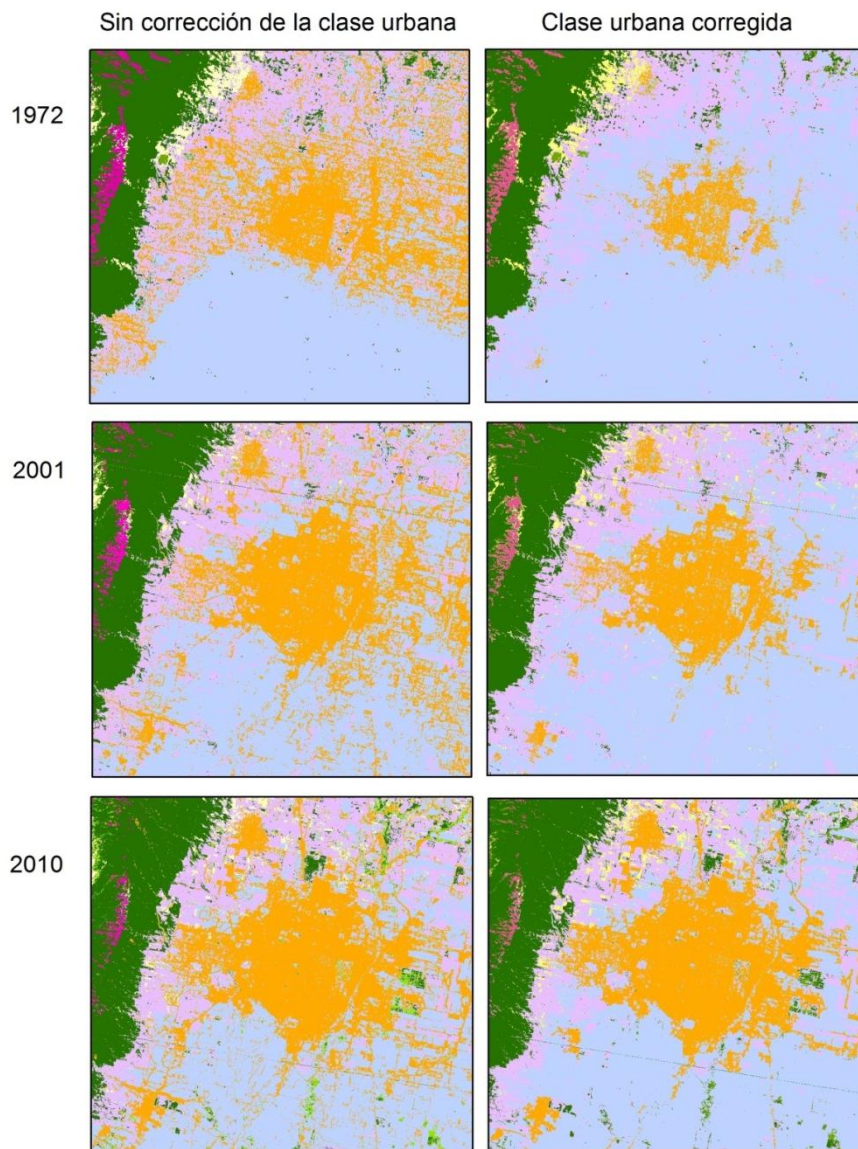 Sin corrección de la clase urbana
Clase urbana corregida
1972
2001
2010